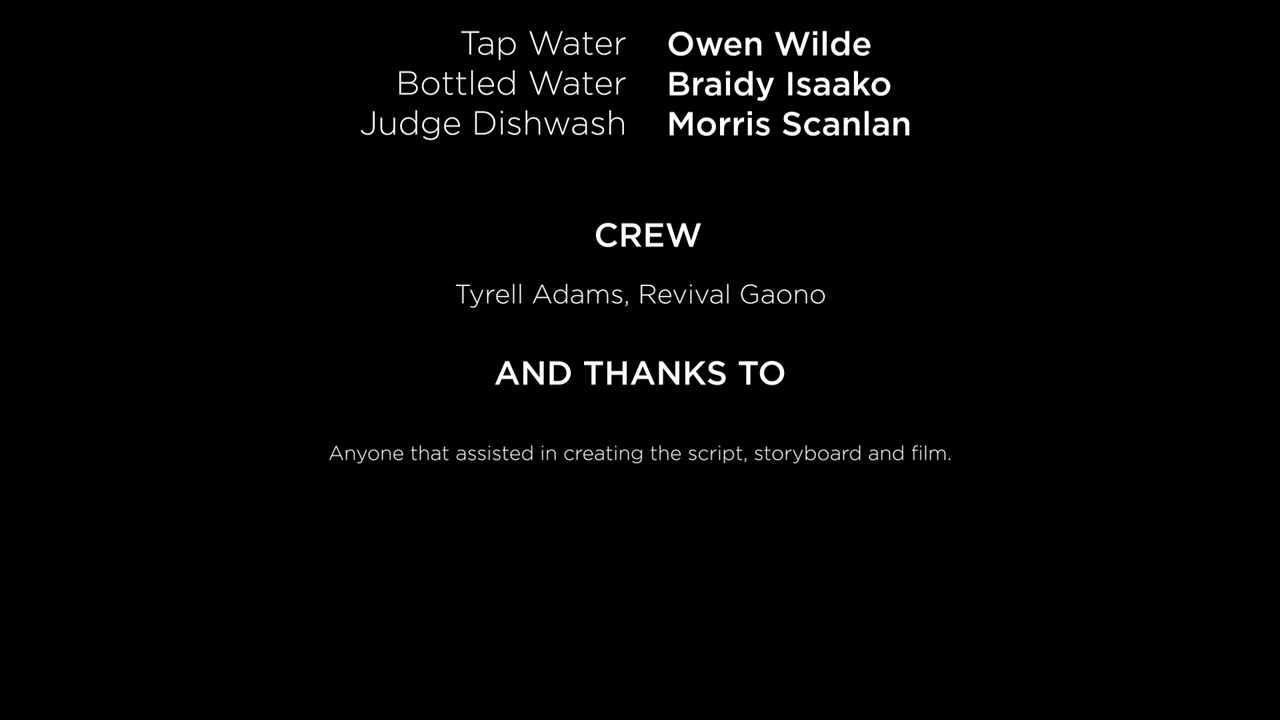 Tap Water Owen Wilde
Bottled Water Braidy Isaako
Judge Dishwash Morris Scanlan
CREW
Tyrell Adams, Revival Gaono
AND THANKS TO
Anyone that assisted in creating the script, storyboard and film.